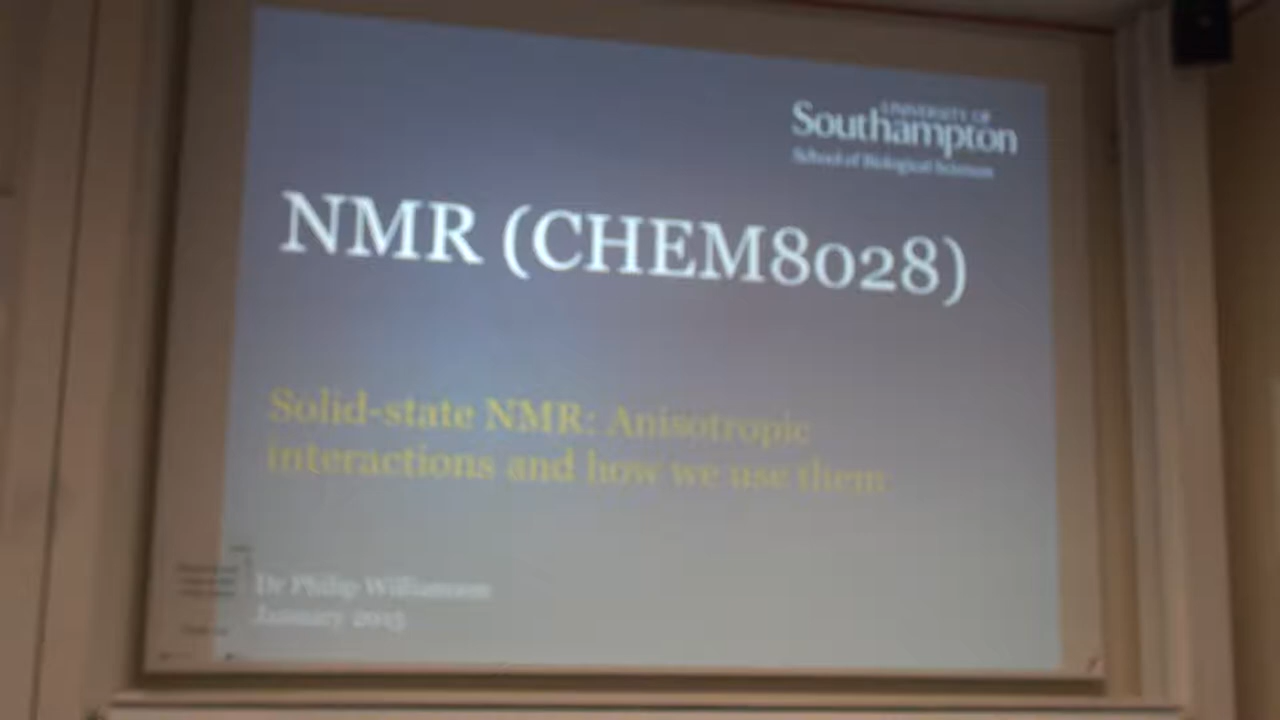 UNIVERSITY OF
Southampton
School of Biological Sciences
NMR (CHEM8028)
Solid-state NMR: Anisotropic
interactions and how we use them
Dr Philip Williamson
January